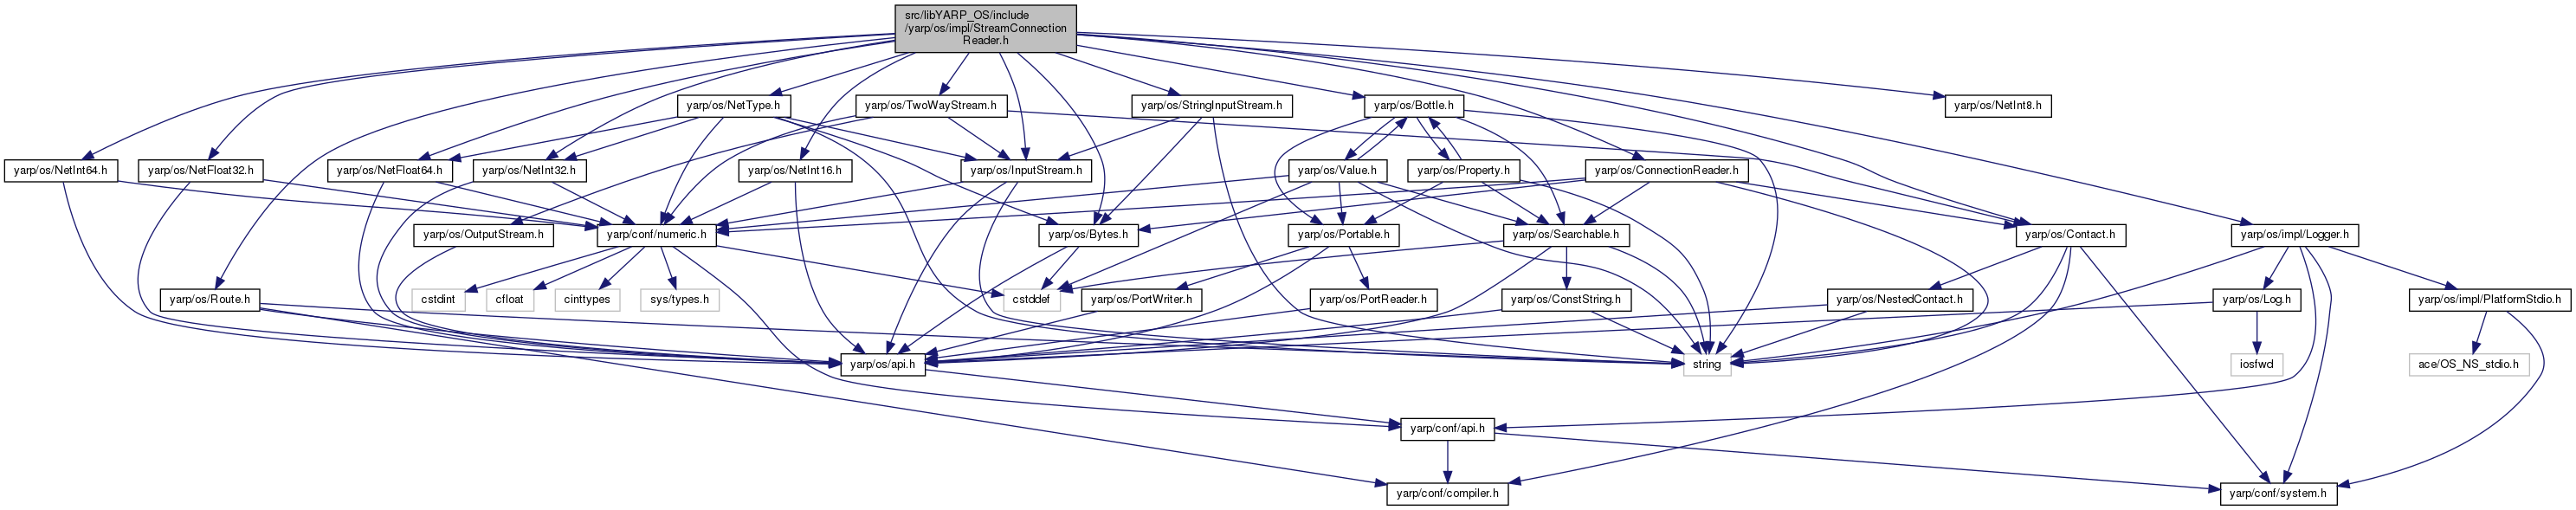 src/libYARP_OS/include
/yarp/os/impl/StreamConnection
Reader.h
yarp/os/NetType.h
yarp/os/TwoWayStream.h
yarp/os/StringInputStream.h
yarp/os/Bottle.h
yarp/os/NetInt8.h
yarp/os/NetInt64.h
yarp/os/NetFloat32.h
yarp/os/NetFloat64.h
yarp/os/NetInt32.h
yarp/os/NetInt16.h
yarp/os/InputStream.h
yarp/os/Value.h
yarp/os/Property.h
yarp/os/ConnectionReader.h
yarp/os/OutputStream.h
yarp/conf/numeric.h
yarp/os/Bytes.h
yarp/os/Portable.h
yarp/os/Searchable.h
yarp/os/Contact.h
yarp/os/impl/Logger.h
yarp/os/Route.h
cstdint
cfloat
cinttypes
sys/types.h
cstddef
yarp/os/PortWriter.h
yarp/os/PortReader.h
yarp/os/ConstString.h
yarp/os/NestedContact.h
yarp/os/Log.h
yarp/os/impl/PlatformStdio.h
yarp/os/api.h
string
iosfwd
ace/OS_NS_stdio.h
yarp/conf/api.h
yarp/conf/compiler.h
yarp/conf/system.h